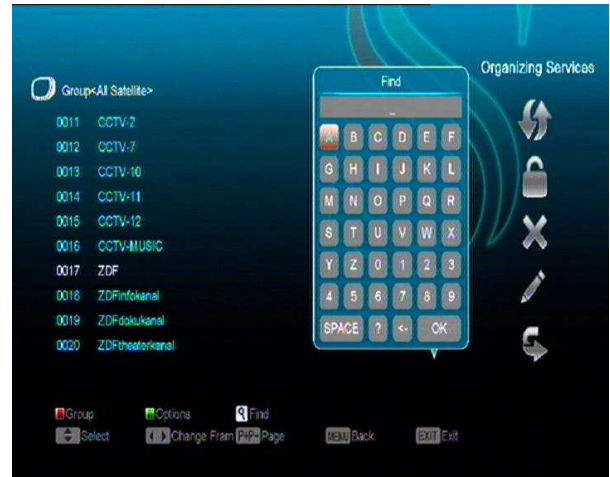 Organizing Services
Group<All Satellite>
0011 CCTV-2
0012 CCTV-7
0013 CCTV-10
0014 CCTV-11
0015 CCTV-12
0016 CCTV-MUSIC
0017 ZDF
0018 ZDFinfokanal
0019 ZDFdokukanal
0020 ZDFtheaterkanal
Find
_
A B C D E F
G H I J K L
M N O P Q R
S T U V W X
Y Z 0 1 2 3
4 5 6 7 8 9
SPACE ? <- OK
Group Options Find
Select Change Fram P+P- Page MENU Back EXIT Exit